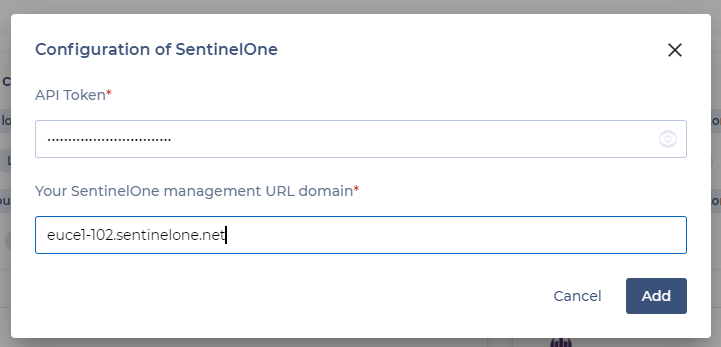 Configuration of SentinelOne
API Token*
••••••••••••••••••••••••••••••
Your SentinelOne management URL domain*
euce1-102.sentinelone.net
Cancel
Add